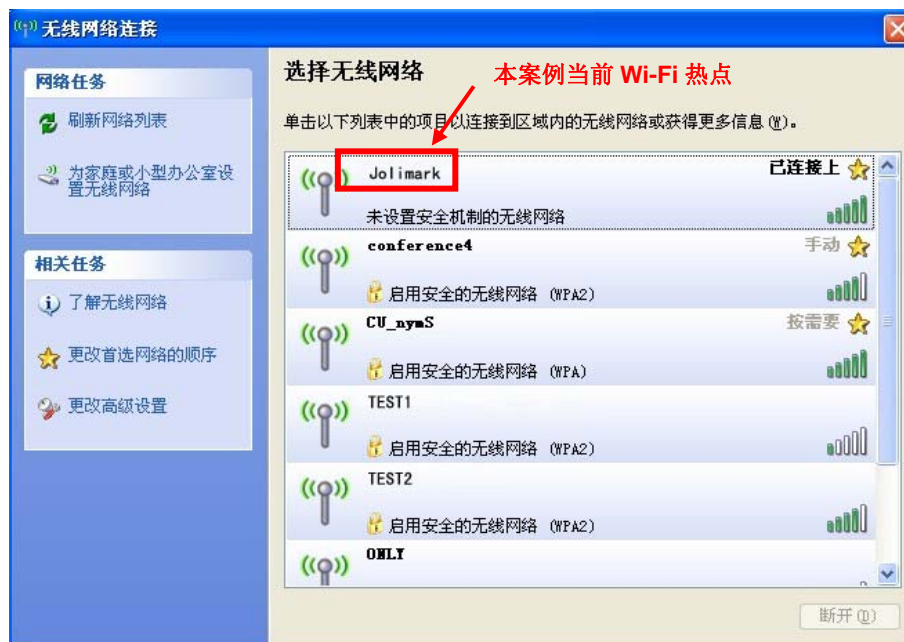 无线网络连接
网络任务
刷新网络列表
为家庭或小型办公室设
置无线网络
相关任务
了解无线网络
更改首选网络的顺序
更改高级设置
选择无线网络
本案例当前 Wi-Fi 热点
单击以下列表中的项目以连接到区域内的无线网络或获得更多信息(W)。
Jolimark 已连接上
未设置安全机制的无线网络
conference4 手动
启用安全的无线网络 (WPA2)
CU_nymS 按需要
启用安全的无线网络 (WPA)
TEST1
启用安全的无线网络 (WPA2)
TEST2
启用安全的无线网络 (WPA2)
ONLY
断开(D)